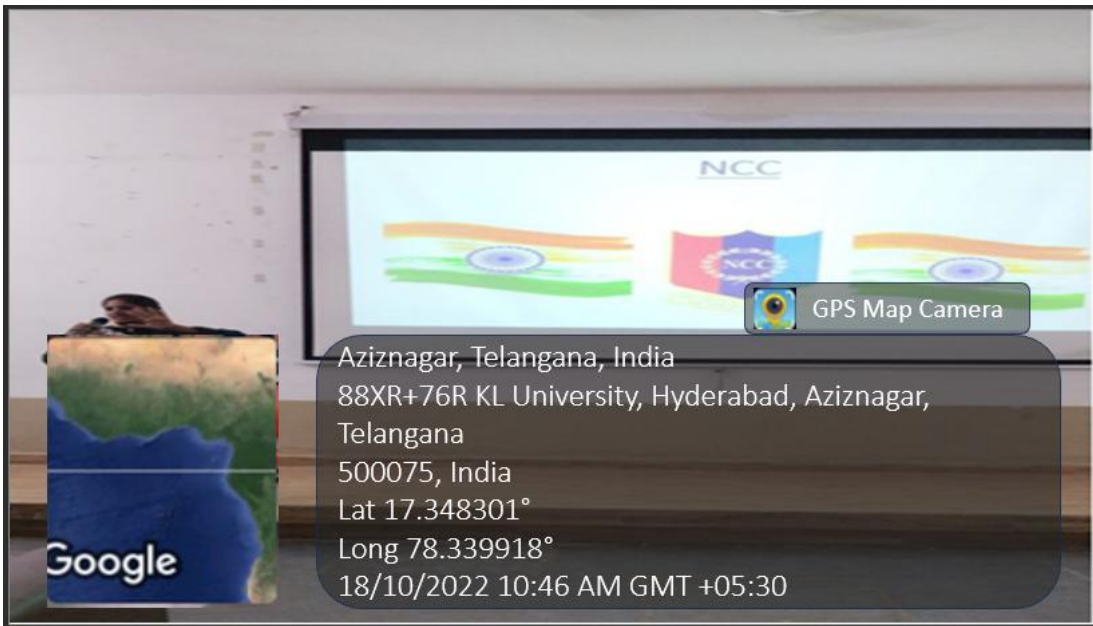 NCC
NCC
GPS Map Camera
Aziznagar, Telangana, India
88XR+76R KL University, Hyderabad, Aziznagar,
Telangana
500075, India
Lat 17.348301°
Long 78.339918°
18/10/2022 10:46 AM GMT +05:30
Google